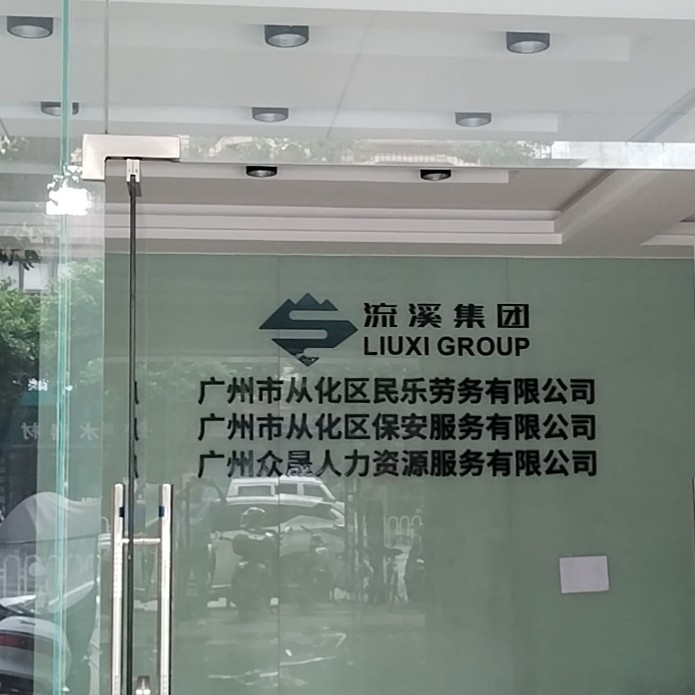 流溪集团
LIUXI GROUP
广州市从化区民乐劳务有限公司
广州市从化区保安服务有限公司
广州众晟人力资源服务有限公司